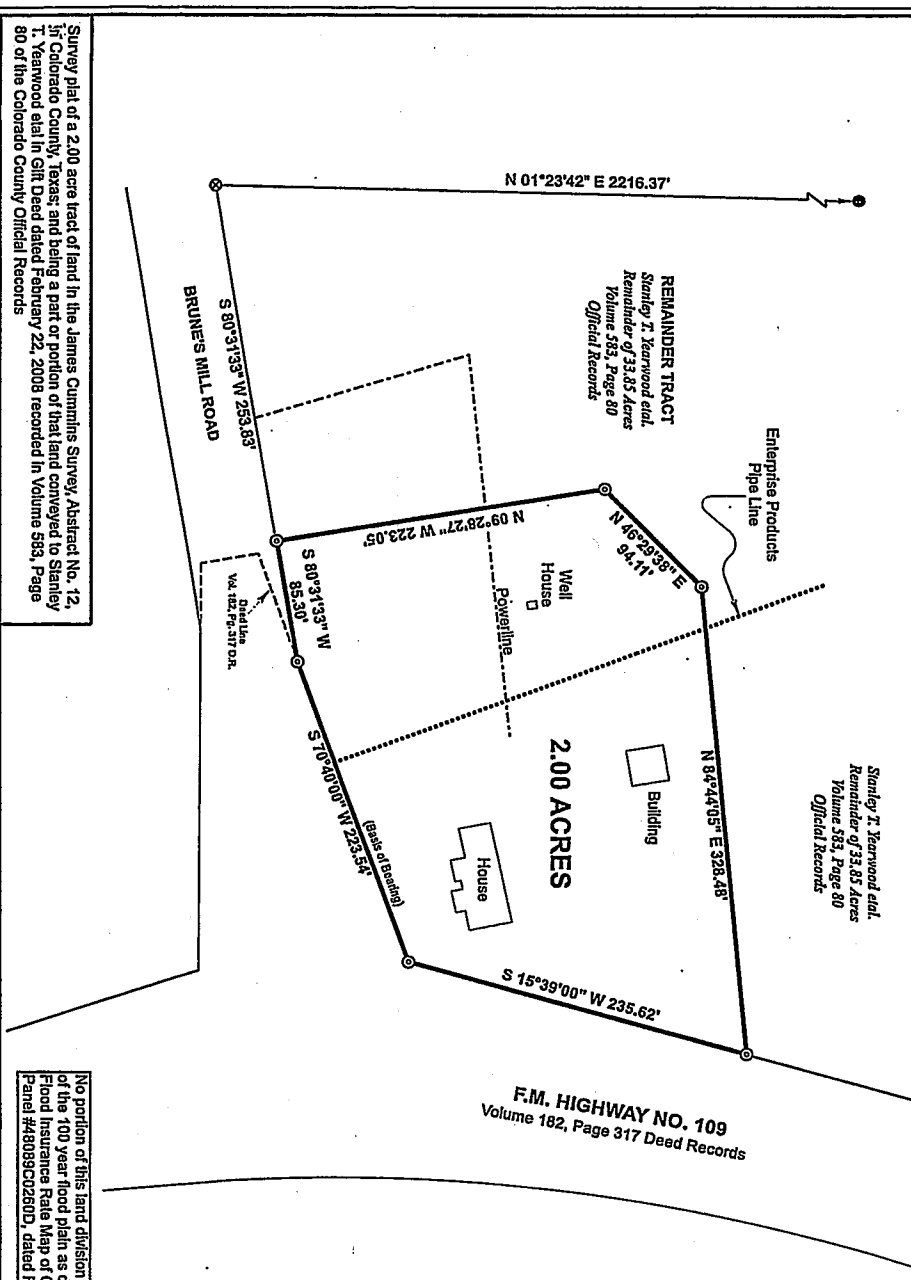 N 01°23'42" E 2216.37'
REMAINDER TRACT
Stanley T. Yearwood etal.
Remainder of 33.85 Acres
Volume 583, Page 80
Official Records
Enterprise Products
Pipe Line
Stanley T. Yearwood etal.
Remainder of 33.85 Acres
Volume 583, Page 80
Official Records
N 46°29'38" E
94.11'
N 84°44'05" E 328.48'
N 09°28'27" W 223.05'
Well
House
Powerline
Building
2.00 ACRES
House
S 80°31'33" W 253.83'
BRUNE'S MILL ROAD
S 80°31'33" W
85.30'
Deed Line
Vol. 182, Pg. 317 D.R.
(Basis of Bearing)
S 70°40'00" W 223.54'
S 15°39'00" W 235.62'
F.M. HIGHWAY NO. 109
Volume 182, Page 317 Deed Records
Survey plat of a 2.00 acre tract of land in the James Cummins Survey, Abstract No. 12,
in Colorado County, Texas; and being a part or portion of that land conveyed to Stanley
T. Yearwood etal in Gift Deed dated February 22, 2008 recorded in Volume 583, Page
80 of the Colorado County Official Records
No portion of this land division
of the 100 year flood plain as
Flood Insurance Rate Map of
Panel #48089C0260D, dated